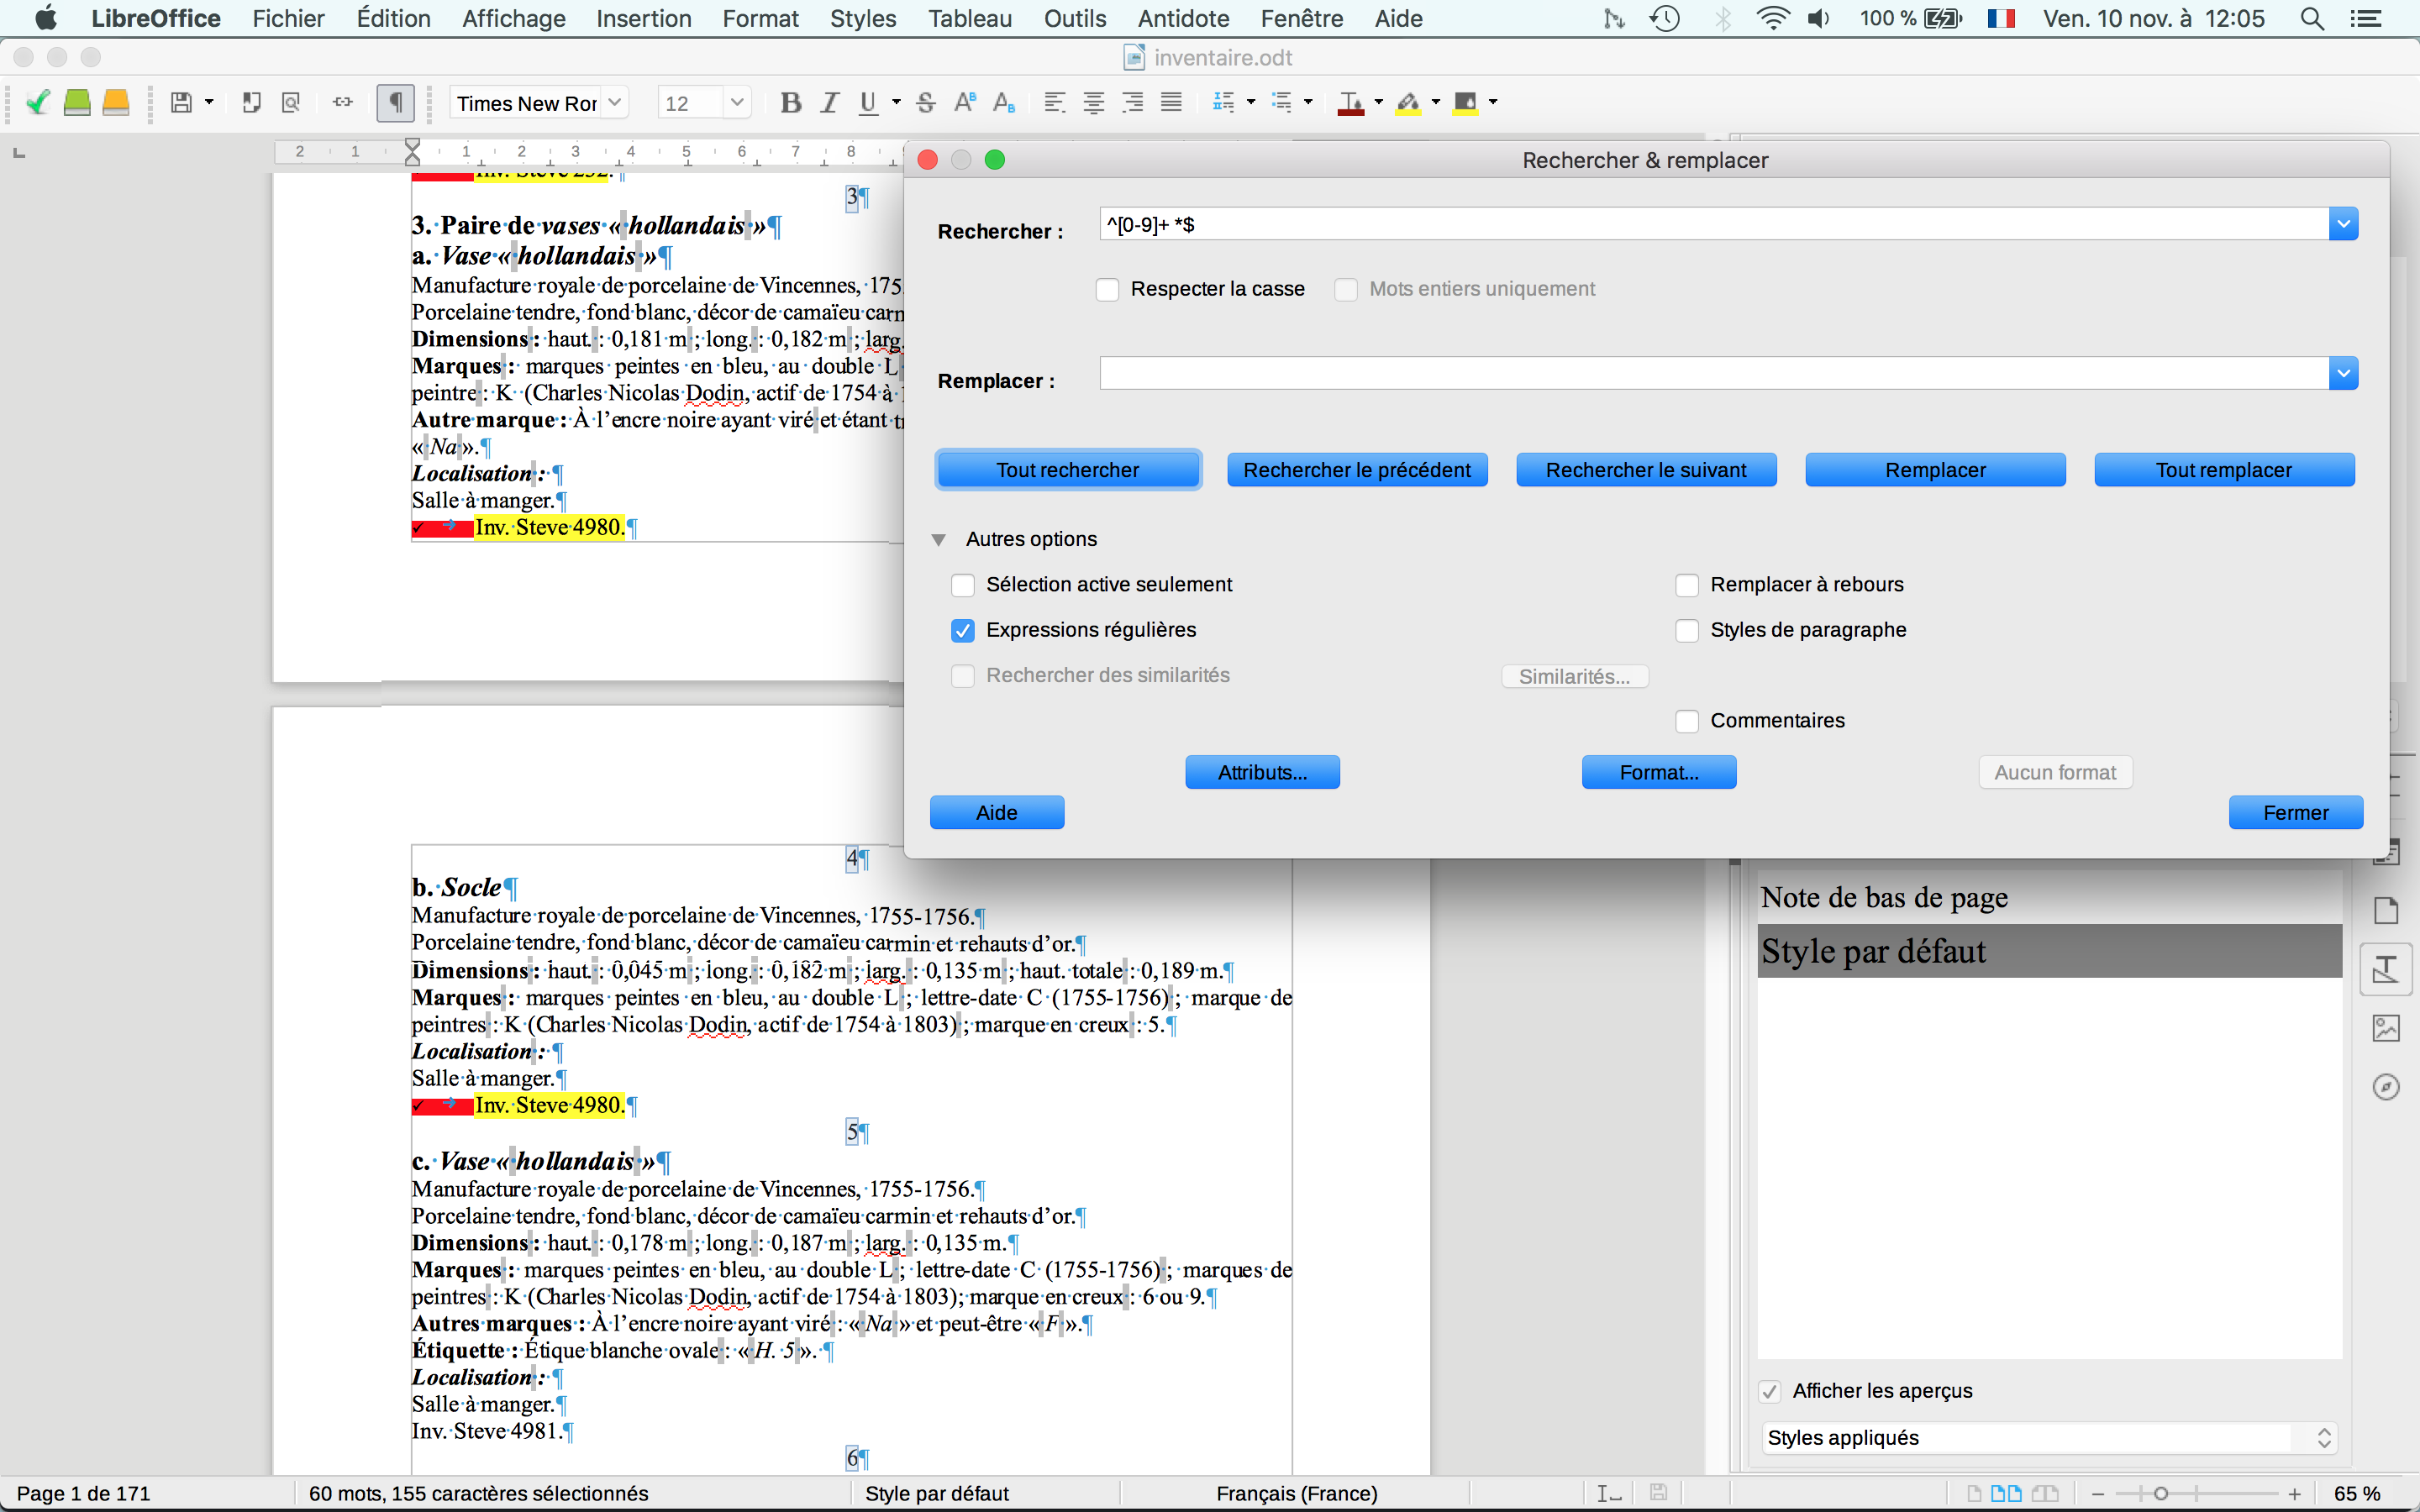 LibreOffice Fichier Édition Affichage Insertion Format Styles Tableau Outils Antidote Fenêtre Aide 100 % Ven. 10 nov. à 12:05
inventaire.odt
Times New Ror 12
2 1 1 2 3 4 5 6 7 8
3¶
3. Paire de vases « hollandais »¶
a. Vase « hollandais »¶
Manufacture royale de porcelaine de Vincennes, 175
Porcelaine tendre, fond blanc, décor de camaïeu carn
Dimensions : haut. : 0,181 m ; long. : 0,182 m ; larg.
Marques : marques peintes en bleu, au double L
peintre : K (Charles Nicolas Dodin, actif de 1754 à
Autre marque : À l’encre noire ayant viré et étant t
« Na ».¶
Localisation : ¶
Salle à manger.¶
✓ → Inv. Steve 4980.¶
4¶
b. Socle¶
Manufacture royale de porcelaine de Vincennes, 1755-1756.¶
Porcelaine tendre, fond blanc, décor de camaïeu carmin et rehauts d’or.¶
Dimensions : haut. : 0,045 m ; long. : 0,182 m ; larg. : 0,135 m ; haut. totale : 0,189 m.¶
Marques : marques peintes en bleu, au double L ; lettre-date C (1755-1756) ; marque de
peintres : K (Charles Nicolas Dodin, actif de 1754 à 1803) ; marque en creux : 5.¶
Localisation : ¶
Salle à manger.¶
✓ → Inv. Steve 4980.¶
5¶
c. Vase « hollandais »¶
Manufacture royale de porcelaine de Vincennes, 1755-1756.¶
Porcelaine tendre, fond blanc, décor de camaïeu carmin et rehauts d’or.¶
Dimensions : haut. : 0,178 m ; long. : 0,187 m ; larg. : 0,135 m.¶
Marques : marques peintes en bleu, au double L ; lettre-date C (1755-1756) ; marques de
peintres : K (Charles Nicolas Dodin, actif de 1754 à 1803); marque en creux : 6 ou 9.¶
Autres marques : À l’encre noire ayant viré : « Na » et peut-être « F ».¶
Étiquette : Étique blanche ovale : « H. 5 ». ¶
Localisation : ¶
Salle à manger.¶
Inv. Steve 4981.¶
6¶
Rechercher & remplacer
Rechercher : ^[0-9]+ *$
Respecter la casse Mots entiers uniquement
Remplacer :
Tout rechercher Rechercher le précédent Rechercher le suivant Remplacer Tout remplacer
Autres options
Sélection active seulement Remplacer à rebours
Expressions régulières Styles de paragraphe
Rechercher des similarités Similarités...
Commentaires
Attributs... Format... Aucun format
Aide Fermer
Note de bas de page
Style par défaut
Afficher les aperçus
Styles appliqués
Page 1 de 171 60 mots, 155 caractères sélectionnés Style par défaut Français (France) 65 %